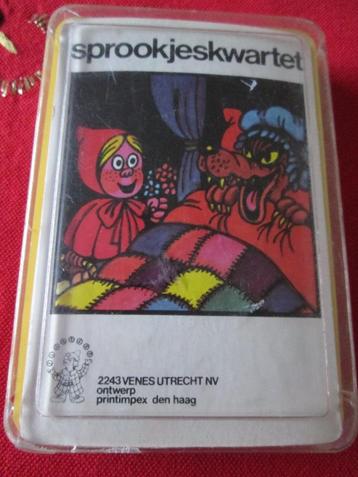 sprookjeskwartet
2243 VENES UTRECHT NV
ontwerp
printimpex den haag